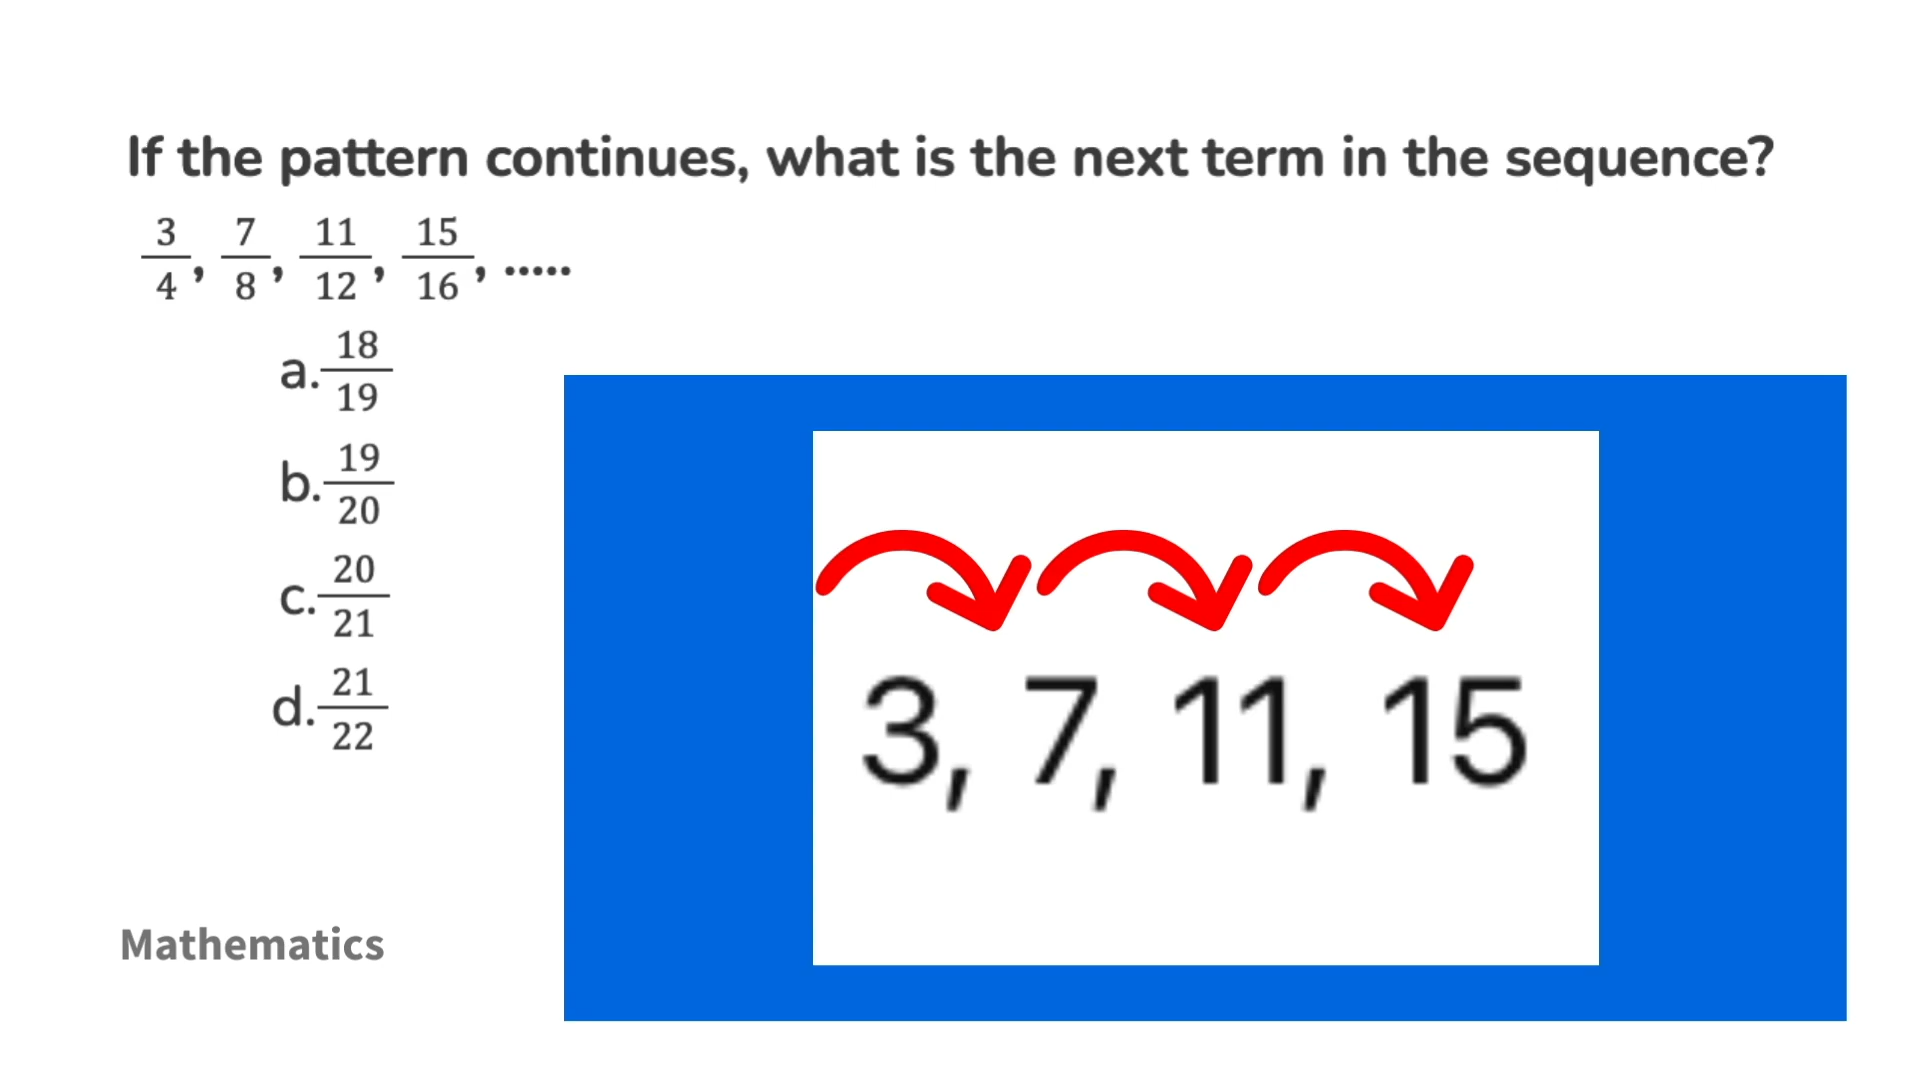 If the pattern continues, what is the next term in the sequence?
3/4, 7/8, 11/12, 15/16, .....
a. 18/19
b. 19/20
c. 20/21
d. 21/22
3, 7, 11, 15
Mathematics